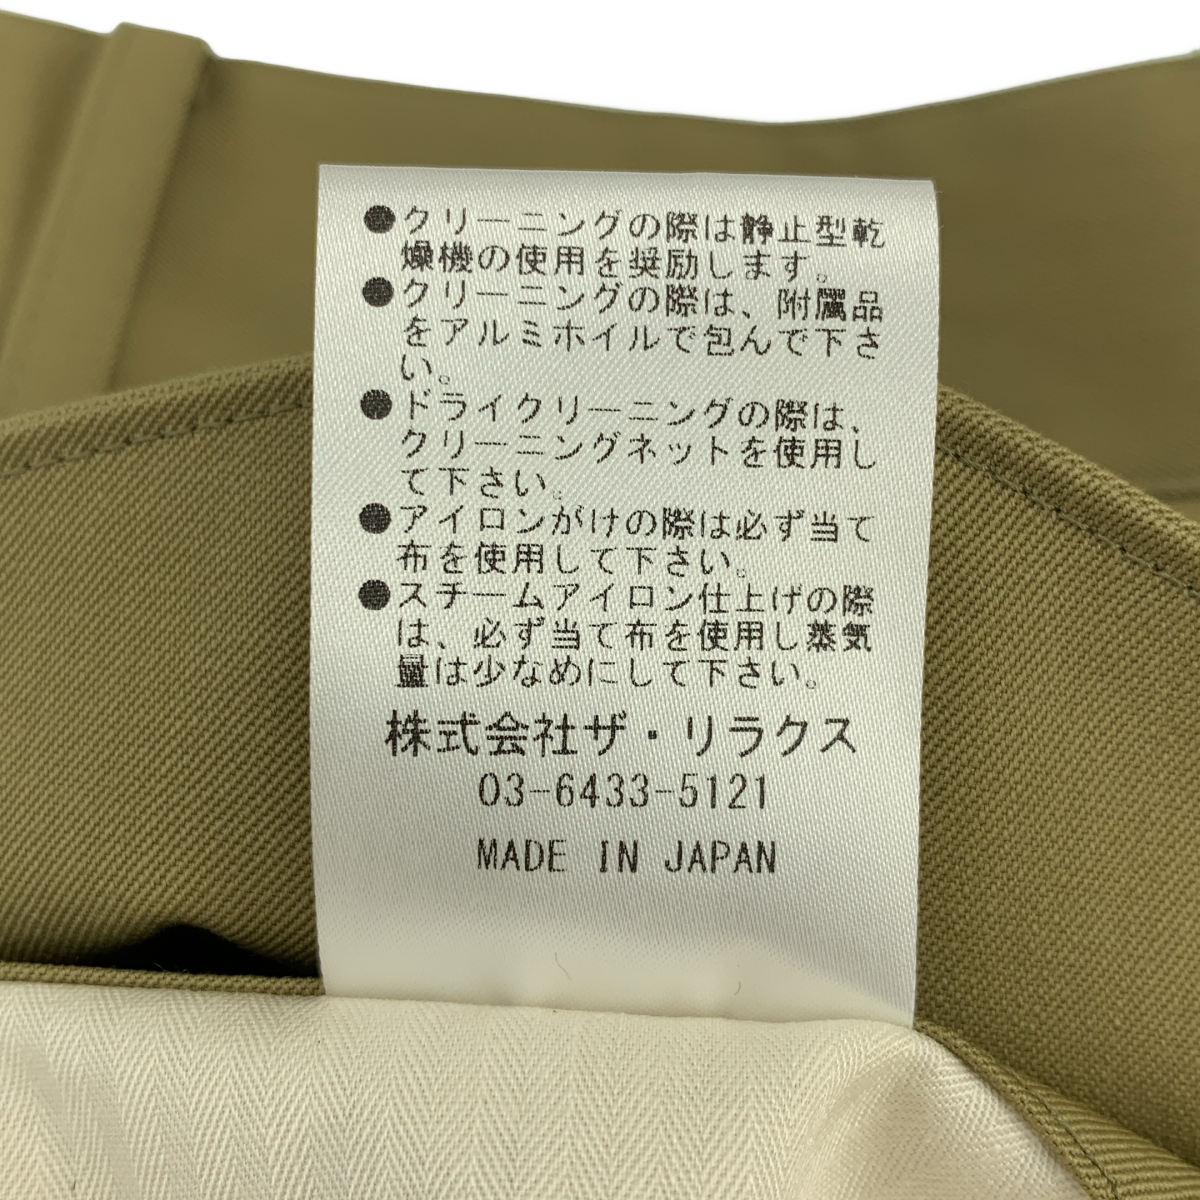 ●クリーニングの際は静止型乾
燥機の使用を奨励します。
●クリーニングの際は、附属品
をアルミホイルで包んで下さ
い。
●ドライクリーニングの際は、
クリーニングネットを使用し
て下さい。
●アイロンがけの際は必ず当て
布を使用して下さい。
●スチームアイロン仕上げの際
は、必ず当て布を使用し蒸気
量は少なめにして下さい。
株式会社ザ・リラクス
03-6433-5121
MADE IN JAPAN